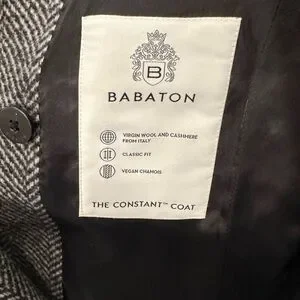 B
BABATON
VIRGIN WOOL AND CASHMERE
FROM ITALY
CLASSIC FIT
VEGAN CHAMOIS
THE CONSTANT™ COAT